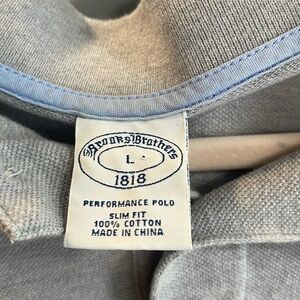 Brooks Brothers
L
1818
PERFORMANCE POLO
SLIM FIT
100% COTTON
MADE IN CHINA